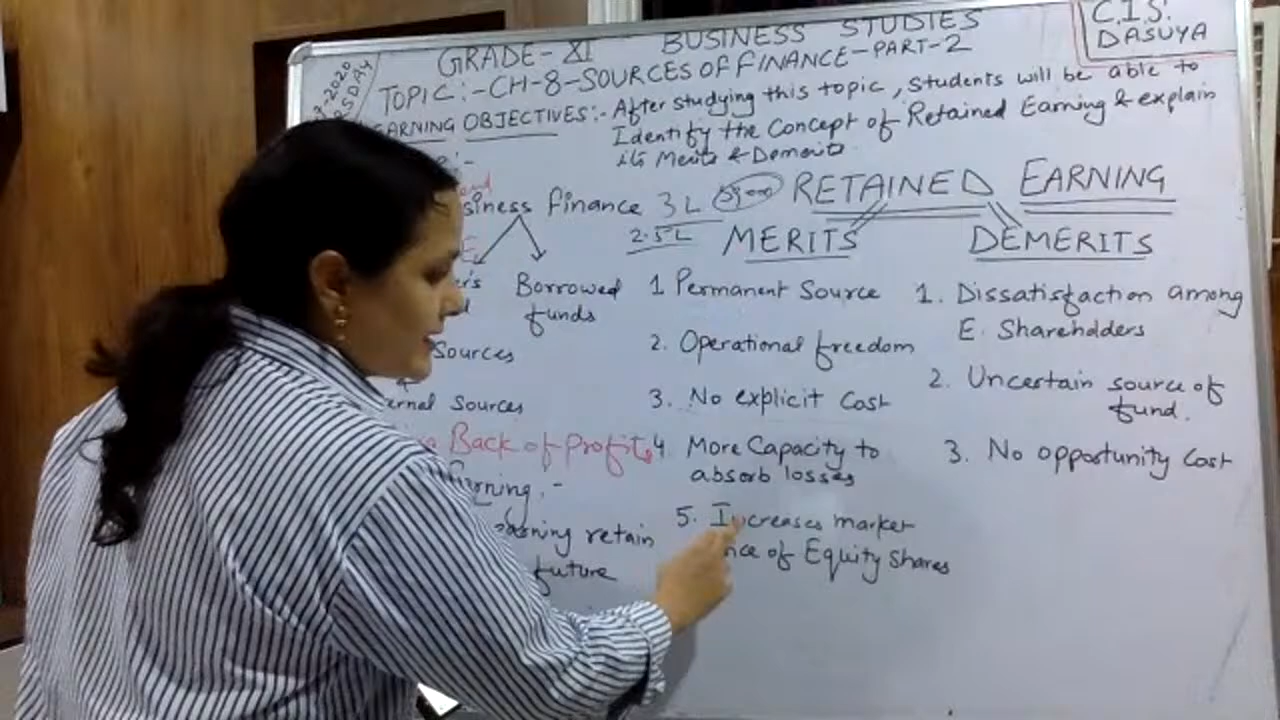 GRADE-XI BUSINESS STUDIES
C.I.S.
DASUYA
TOPIC:-CH-8-SOURCES OF FINANCE-PART-2
OBJECTIVES:- After studying this topic, students will be able to
Identify the Concept of Retained Earning & explain
its Merits & Demerits.
RETAINED EARNING
finance 3 L
2.5L
MERITS
DEMERITS
Borrowed
funds
Sources
Sources
Back of Profits
retain
future
1 Permanent Source
2. Operational freedom
3. No explicit Cost
4. More Capacity to
absorb losses
5. Increases market
of Equity Shares
1. Dissatisfaction among
E. Shareholders
2. Uncertain source of
fund.
3. No opportunity Cost